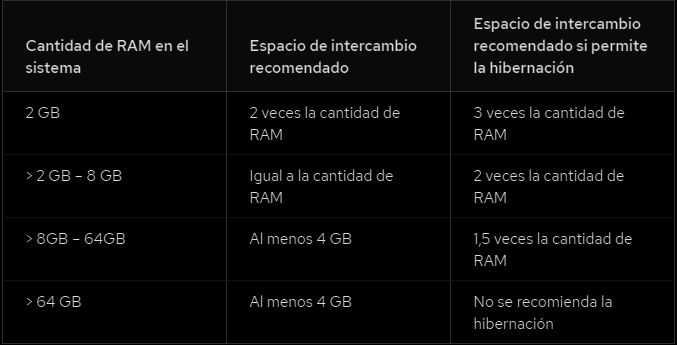 Cantidad de RAM en el
sistema
Espacio de intercambio
recomendado
Espacio de intercambio
recomendado si permite
la hibernación
2 GB
2 veces la cantidad de
RAM
3 veces la cantidad de
RAM
> 2 GB – 8 GB
Igual a la cantidad de
RAM
2 veces la cantidad de
RAM
> 8GB – 64GB
Al menos 4 GB
1,5 veces la cantidad de
RAM
> 64 GB
Al menos 4 GB
No se recomienda la
hibernación